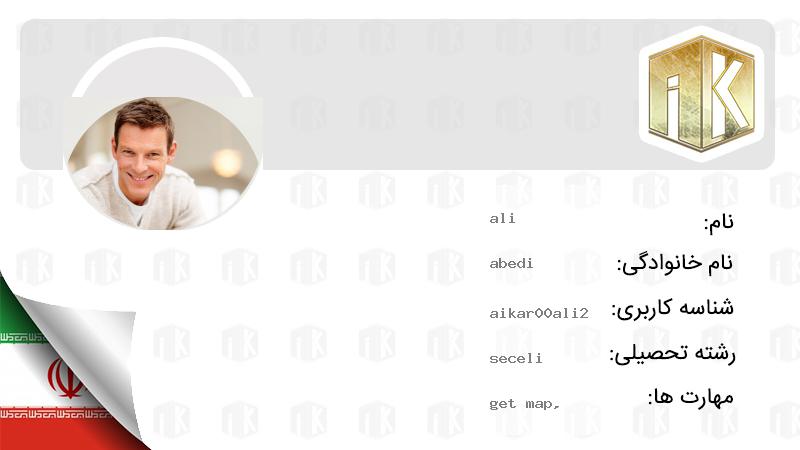 iK
نام: ali
نام خانوادگی: abedi
شناسه کاربری: aikar00ali2
رشته تحصیلی: seceli
مهارت ها: get map,